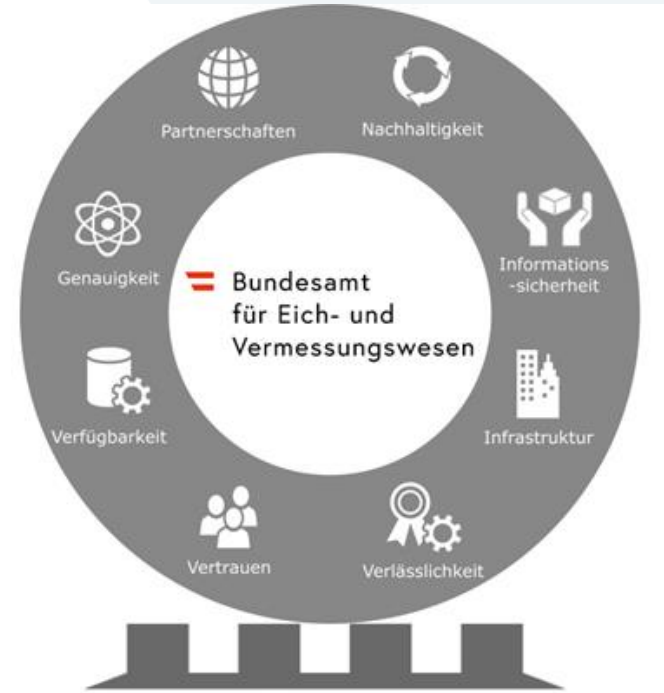 Partnerschaften
Nachhaltigkeit
Genauigkeit
Informations
-sicherheit
Bundesamt
für Eich- und
Vermessungswesen
Verfügbarkeit
Infrastruktur
Vertrauen
Verlässlichkeit